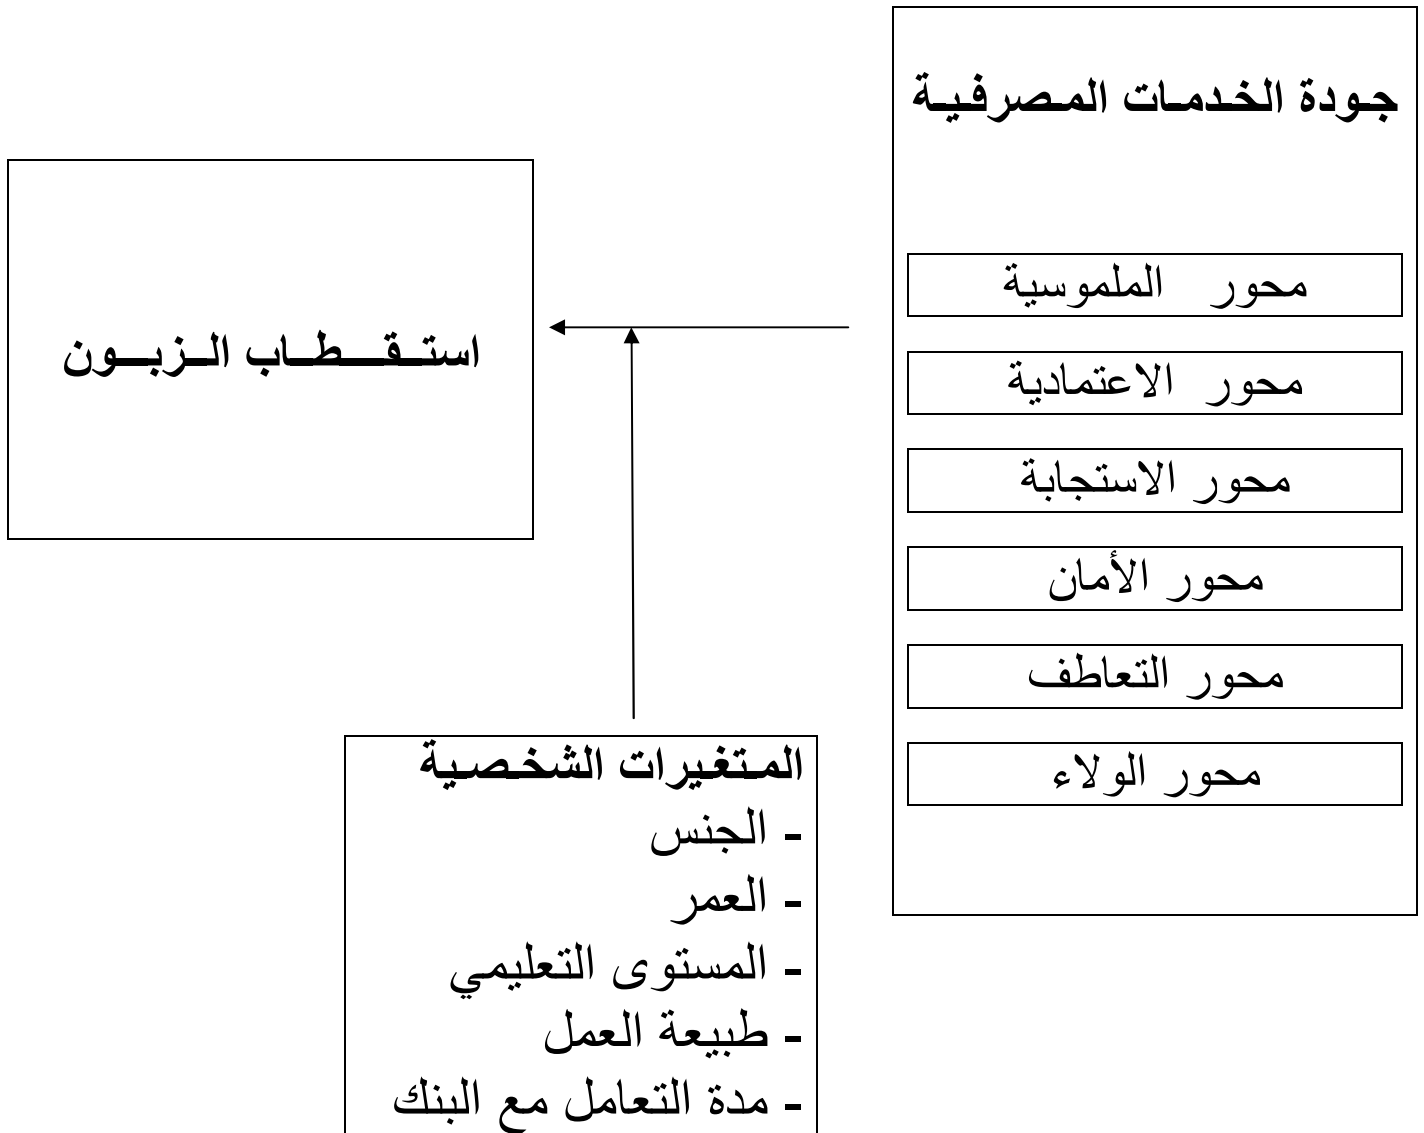 جودة الخدمات المصرفية
محور الملموسية
محور الاعتمادية
محور الاستجابة
محور الأمان
محور التعاطف
محور الولاء
استقطاب الزبون
المتغيرات الشخصية
- الجنس
- العمر
- المستوى التعليمي
- طبيعة العمل
- مدة التعامل مع البنك